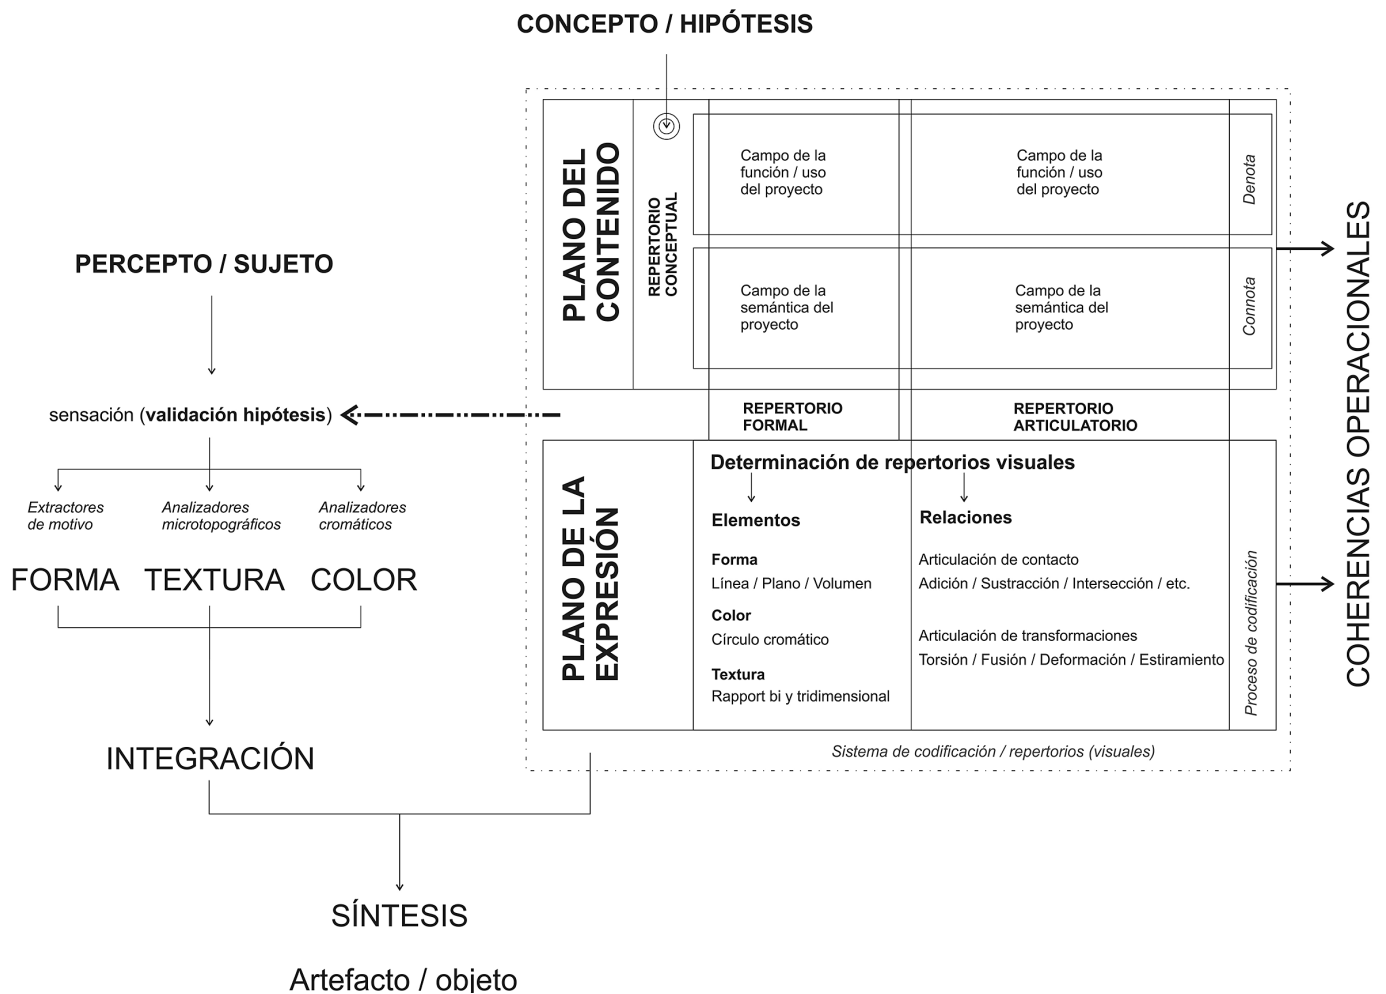 CONCEPTO / HIPÓTESIS
PLANO DEL
CONTENIDO
REPERTORIO
CONCEPTUAL
Campo de la
función / uso
del proyecto
Campo de la
función / uso
del proyecto
Denota
Campo de la
semántica del
proyecto
Campo de la
semántica del
proyecto
Connota
REPERTORIO
FORMAL
REPERTORIO
ARTICULATORIO
PLANO DE LA
EXPRESIÓN
Determinación de repertorios visuales
Elementos
Forma
Línea / Plano / Volumen
Color
Círculo cromático
Textura
Rapport bi y tridimensional
Relaciones
Articulación de contacto
Adición / Sustracción / Intersección / etc.
Articulación de transformaciones
Torsión / Fusión / Deformación / Estiramiento
Proceso de codificación
Sistema de codificación / repertorios (visuales)
COHERENCIAS OPERACIONALES
PERCEPTO / SUJETO
sensación (validación hipótesis)
Extractores
de motivo
Analizadores
microtopográficos
Analizadores
cromáticos
FORMA
TEXTURA
COLOR
INTEGRACIÓN
SÍNTESIS
Artefacto / objeto